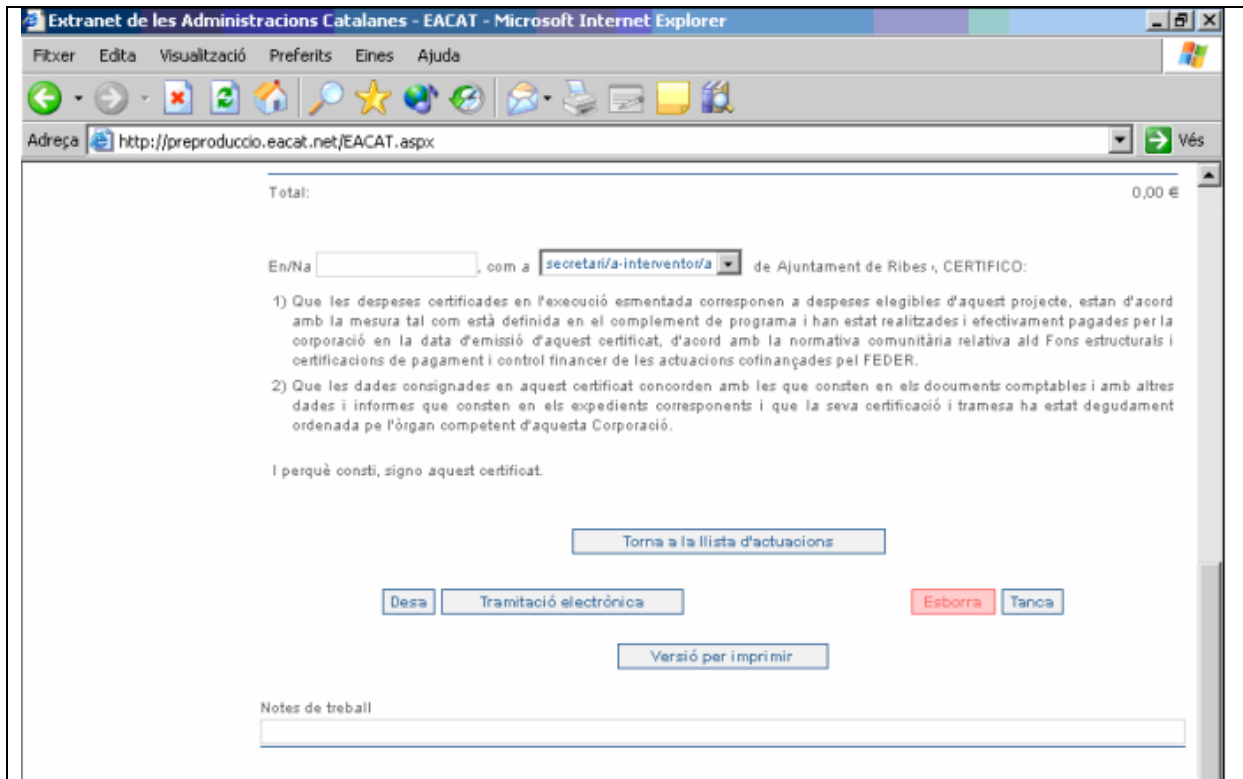 Extranet de les Administracions Catalanes - EACAT - Microsoft Internet Explorer
Fitxer Edita Visualització Preferits Eines Ajuda
Adreça http://preproduccio.eacat.net/EACAT.aspx Vés
Total: 0,00 €
En/Na , com a secretari/a-interventor/a de Ajuntament de Ribes , CERTIFICO:
1) Que les despeses certificades en l'execució esmentada corresponen a despeses elegibles d'aquest projecte, estan d'acord
amb la mesura tal com està definida en el complement de programa i han estat realitzades i efectivament pagades per la
corporació en la data d'emissió d'aquest certificat, d'acord amb la normativa comunitària relativa ald Fons estructurals i
certificacions de pagament i control financer de les actuacions cofinançades pel FEDER.
2) Que les dades consignades en aquest certificat concorden amb les que consten en els documents comptables i amb altres
dades i informes que consten en els expedients corresponents i que la seva certificació i tramesa ha estat degudament
ordenada pe l'òrgan competent d'aquesta Corporació.
I perquè consti, signo aquest certificat.
Torna a la llista d'actuacions
Desa Tramitació electrònica Esborra Tanca
Versió per imprimir
Notes de treball